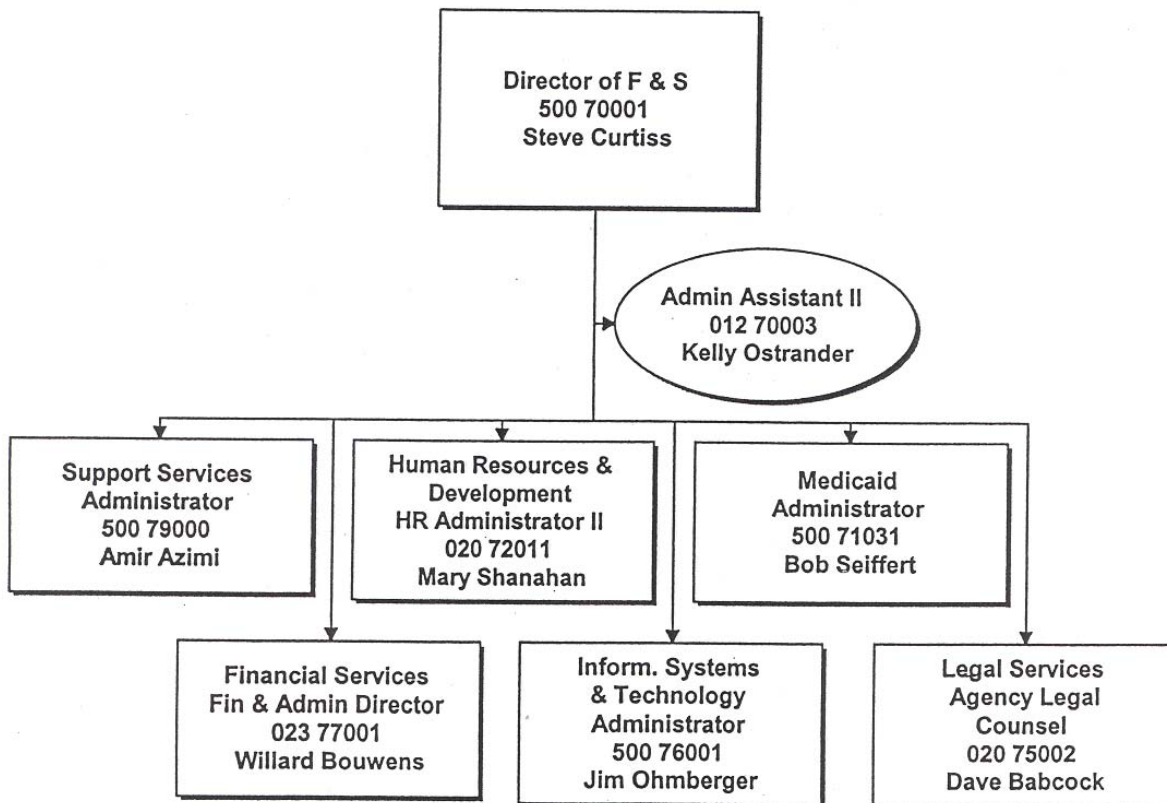 Director of F & S
500 70001
Steve Curtiss
Admin Assistant II
012 70003
Kelly Ostrander
Support Services
Administrator
500 79000
Amir Azimi
Human Resources &
Development
HR Administrator II
020 72011
Mary Shanahan
Medicaid
Administrator
500 71031
Bob Seiffert
Financial Services
Fin & Admin Director
023 77001
Willard Bouwens
Inform. Systems
& Technology
Administrator
500 76001
Jim Ohmberger
Legal Services
Agency Legal
Counsel
020 75002
Dave Babcock